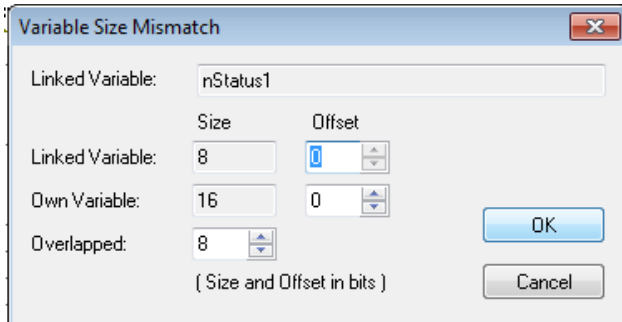 Variable Size Mismatch
Linked Variable: nStatus1
Size Offset
Linked Variable: 8 0
Own Variable: 16 0
Overlapped: 8
( Size and Offset in bits )
OK
Cancel